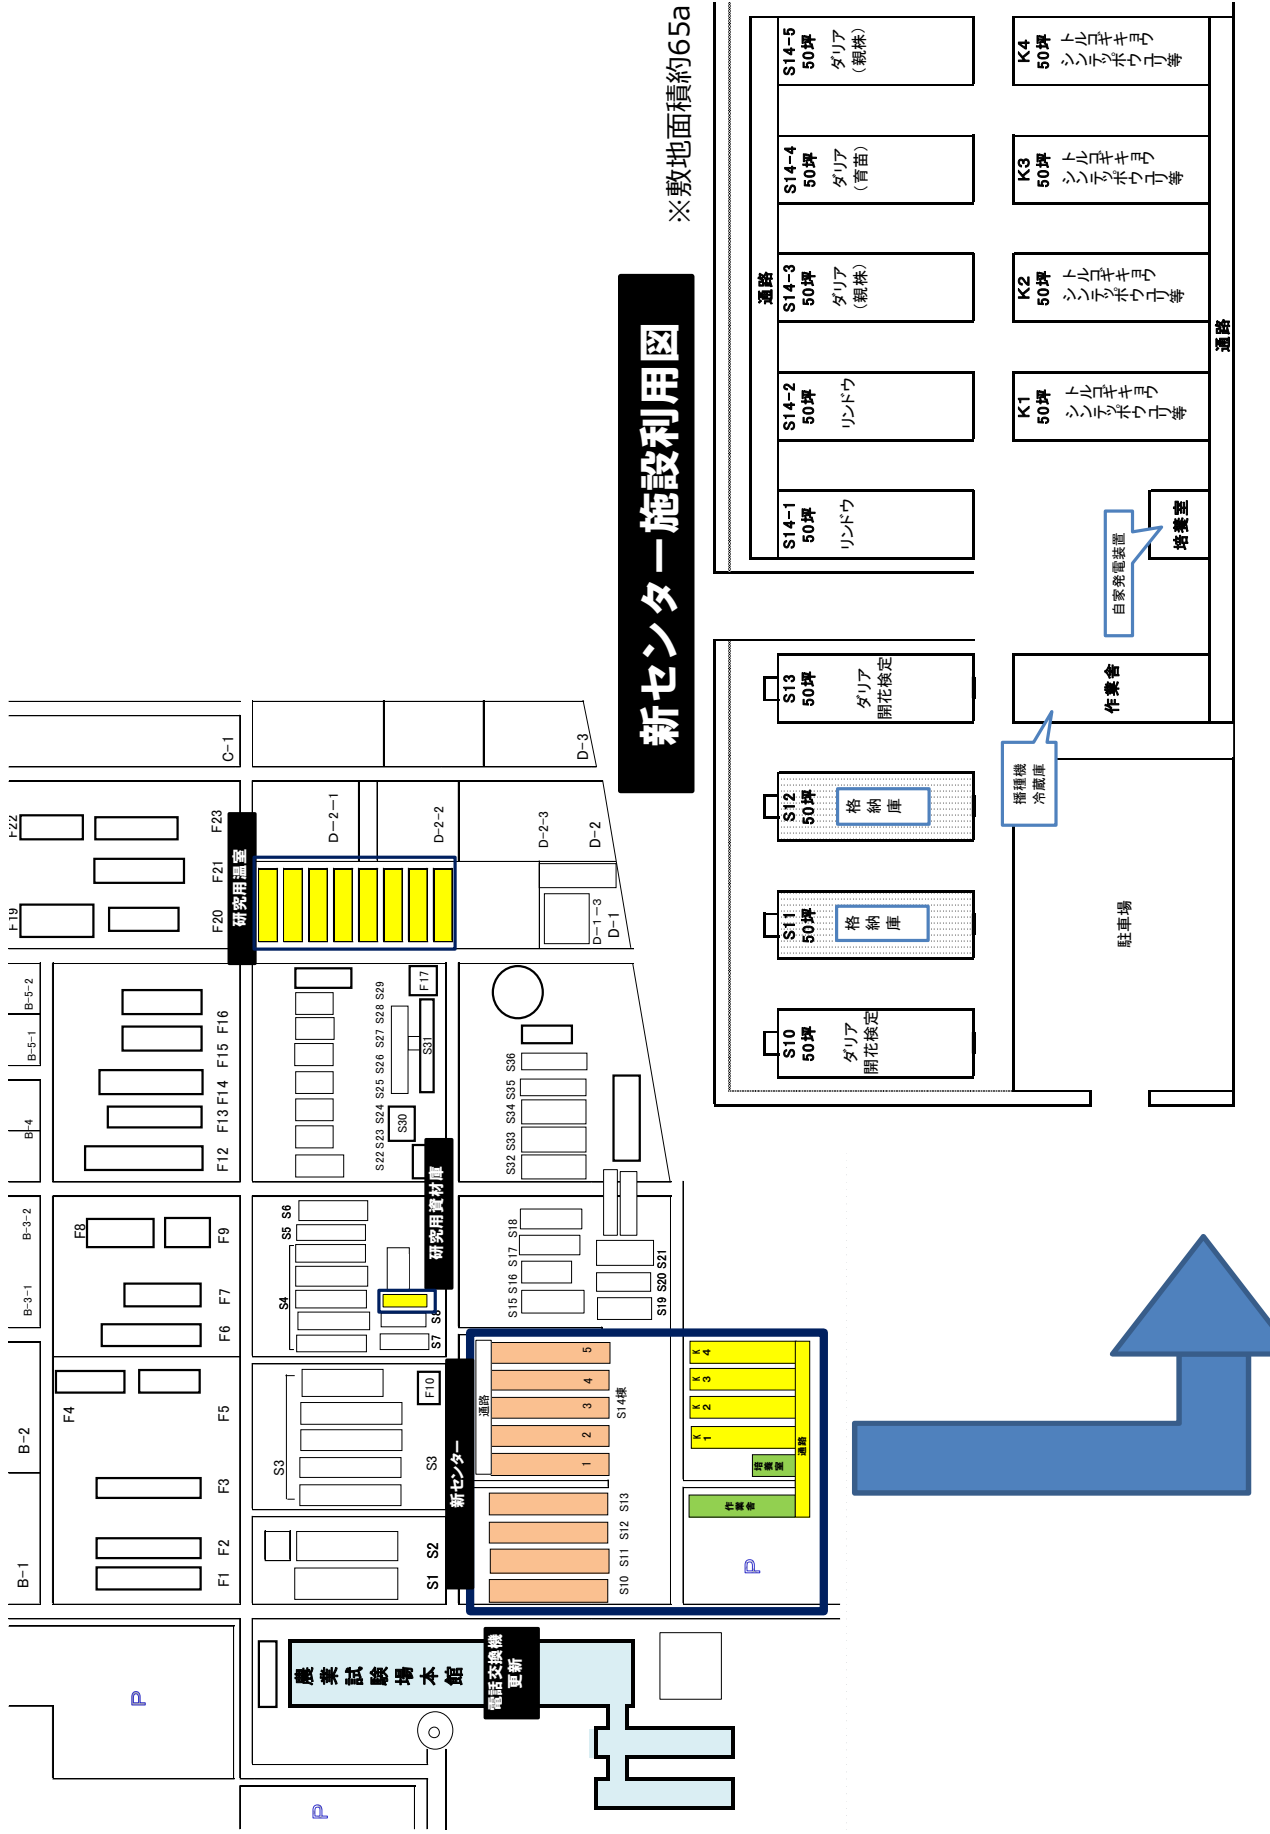 新センター施設利用図
※敷地面積約65a
通路
S14-5
50坪
ダリア
（親株）
S14-4
50坪
ダリア
（育苗）
S14-3
50坪
ダリア
（親株）
S14-2
50坪
リンドウ
S14-1
50坪
リンドウ
S13
50坪
ダリア
開花検定
S12
50坪
格納庫
S11
50坪
格納庫
S10
50坪
ダリア
開花検定
K4
50坪
トルコギキョウ
シンテッポウユリ等
K3
50坪
トルコギキョウ
シンテッポウユリ等
K2
50坪
トルコギキョウ
シンテッポウユリ等
K1
50坪
トルコギキョウ
シンテッポウユリ等
通路
培養室
自家発電装置
作業舎
播種機
冷蔵庫
駐車場
B-1
B-2
B-3-1
B-3-2
B-4
B-5-1
B-5-2
C-1
F1
F2
F3
F4
F5
F6
F7
F8
F9
F12
F13
F14
F15
F16
F19
F20
F21
F22
F23
研究用温室
D-2-1
D-2-2
D-2-3
D-2
D-3
D-1-3
D-1
S1
S2
S3
S3
F10
S4
S5
S6
S7
S8
研究用資材庫
S22
S23
S24
S25
S26
S27
S28
S29
S30
S31
F17
S32
S33
S34
S35
S36
S15
S16
S17
S18
S19
S20
S21
新センター
通路
1
2
3
4
5
S14棟
S10
S11
S12
S13
K1
K2
K3
K4
通路
培養室
作業舎
P
農業試験場本館
電話交換機
更新
P
P